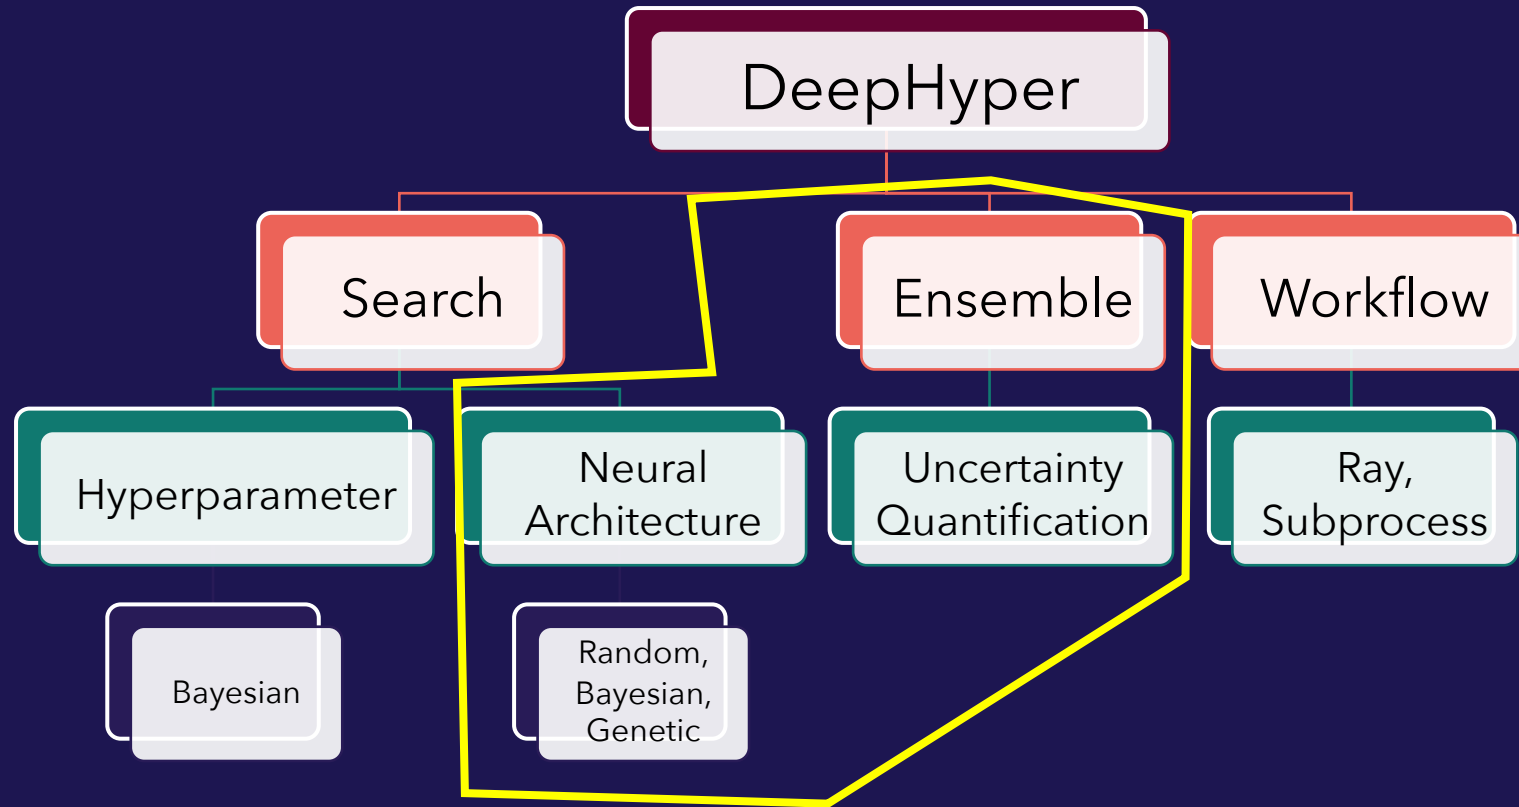 DeepHyper
Search
Ensemble
Workflow
Hyperparameter
Neural
Architecture
Uncertainty
Quantification
Ray,
Subprocess
Bayesian
Random,
Bayesian,
Genetic